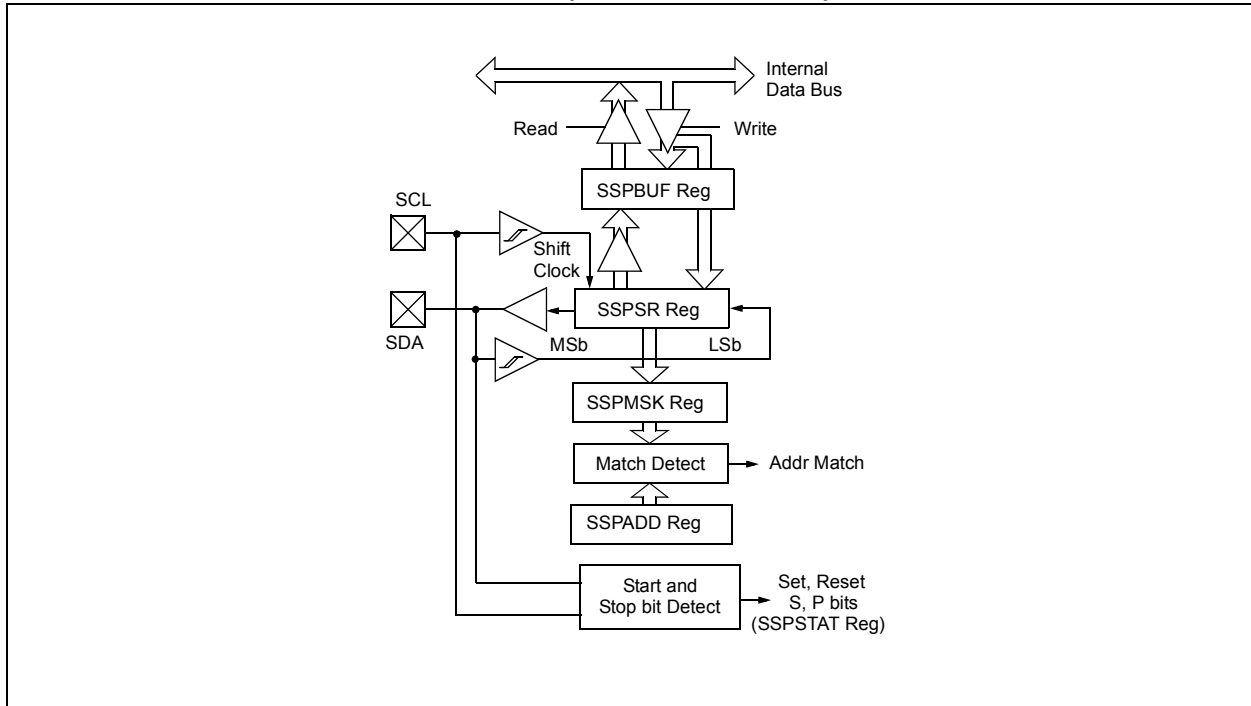 Internal
Data Bus
Read
Write
SSPBUF Reg
SCL
Shift
Clock
SSPSR Reg
SDA
MSb
LSb
SSPMSK Reg
Match Detect
Addr Match
SSPADD Reg
Start and
Stop bit Detect
Set, Reset
S, P bits
(SSPSTAT Reg)